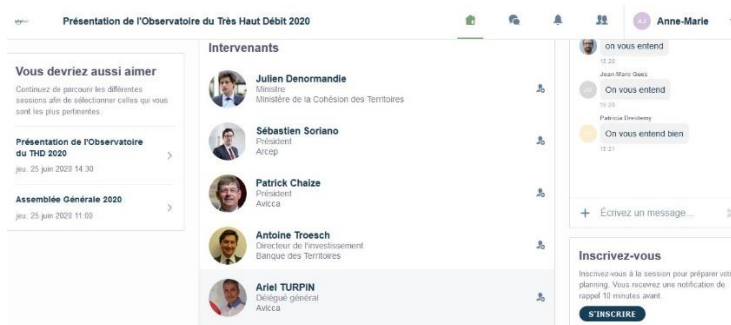 Présentation de l'Observatoire du Très Haut Débit 2020
AJ
Anne-Marie
Vous devriez aussi aimer
Continuez de parcourir les différentes
sessions afin de sélectionner celles qui vous
sont les plus pertinentes.
Présentation de l'Observatoire
du THD 2020
jeu. 25 juin 2020 14:30
Assemblée Générale 2020
jeu. 25 juin 2020 11:00
Intervenants
Julien Denormandie
Ministre
Ministère de la Cohésion des Territoires
Sébastien Soriano
Président
Arcep
Patrick Chaize
Président
Avicca
Antoine Troesch
Directeur de l'investissement
Banque des Territoires
Ariel TURPIN
Délégué général
Avicca
on vous entend
15:20
Jean-Marc
On vous entend
15:20
Patricia
On vous entend bien
15:21
+ Écrivez un message...
Inscrivez-vous
Inscrivez-vous à la session pour préparer votre
planning. Vous recevrez une notification de
rappel 10 minutes avant.
S'INSCRIRE